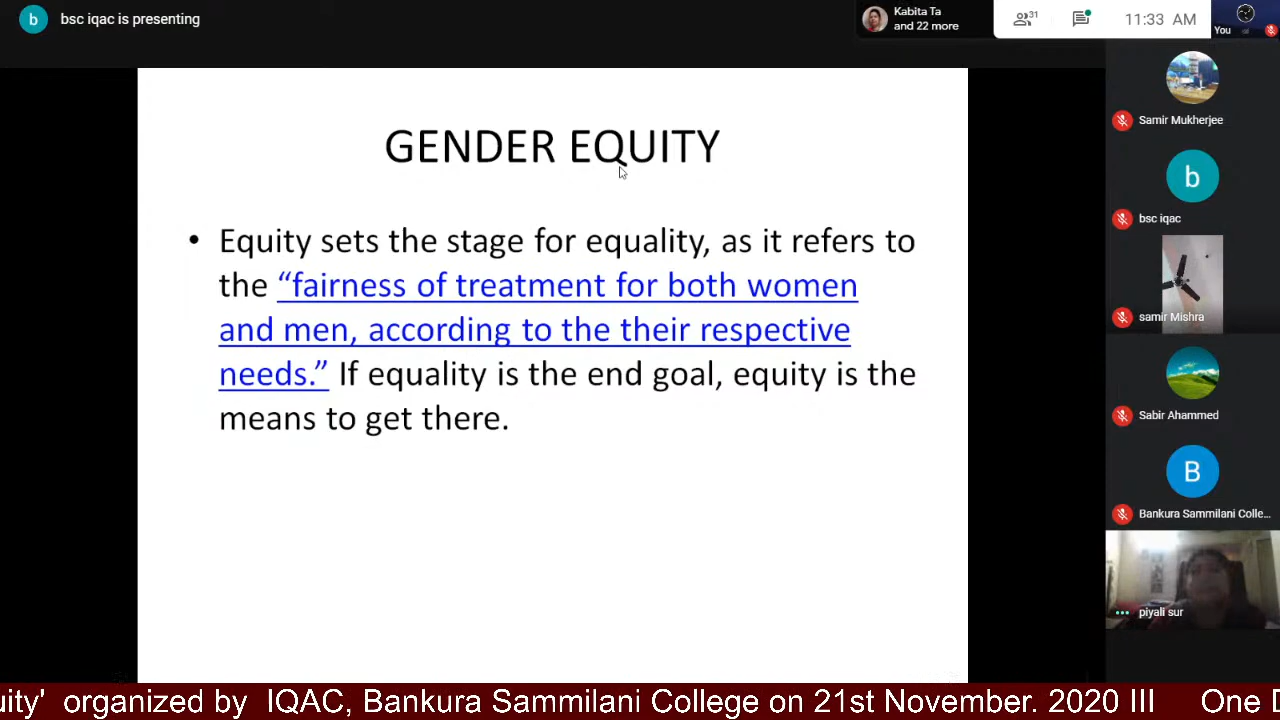 b bsc iqac is presenting
Kabita Ta
and 22 more
31
11:33 AM
You
GENDER EQUITY
• Equity sets the stage for equality, as it refers to
the “fairness of treatment for both women
and men, according to the their respective
needs.” If equality is the end goal, equity is the
means to get there.
Samir Mukherjee
b
bsc iqac
samir Mishra
Sabir Ahammed
B
Bankura Sammilani Colle...
piyali sur
uity' organized by IQAC, Bankura Sammilani College on 21st November. 2020 III One D